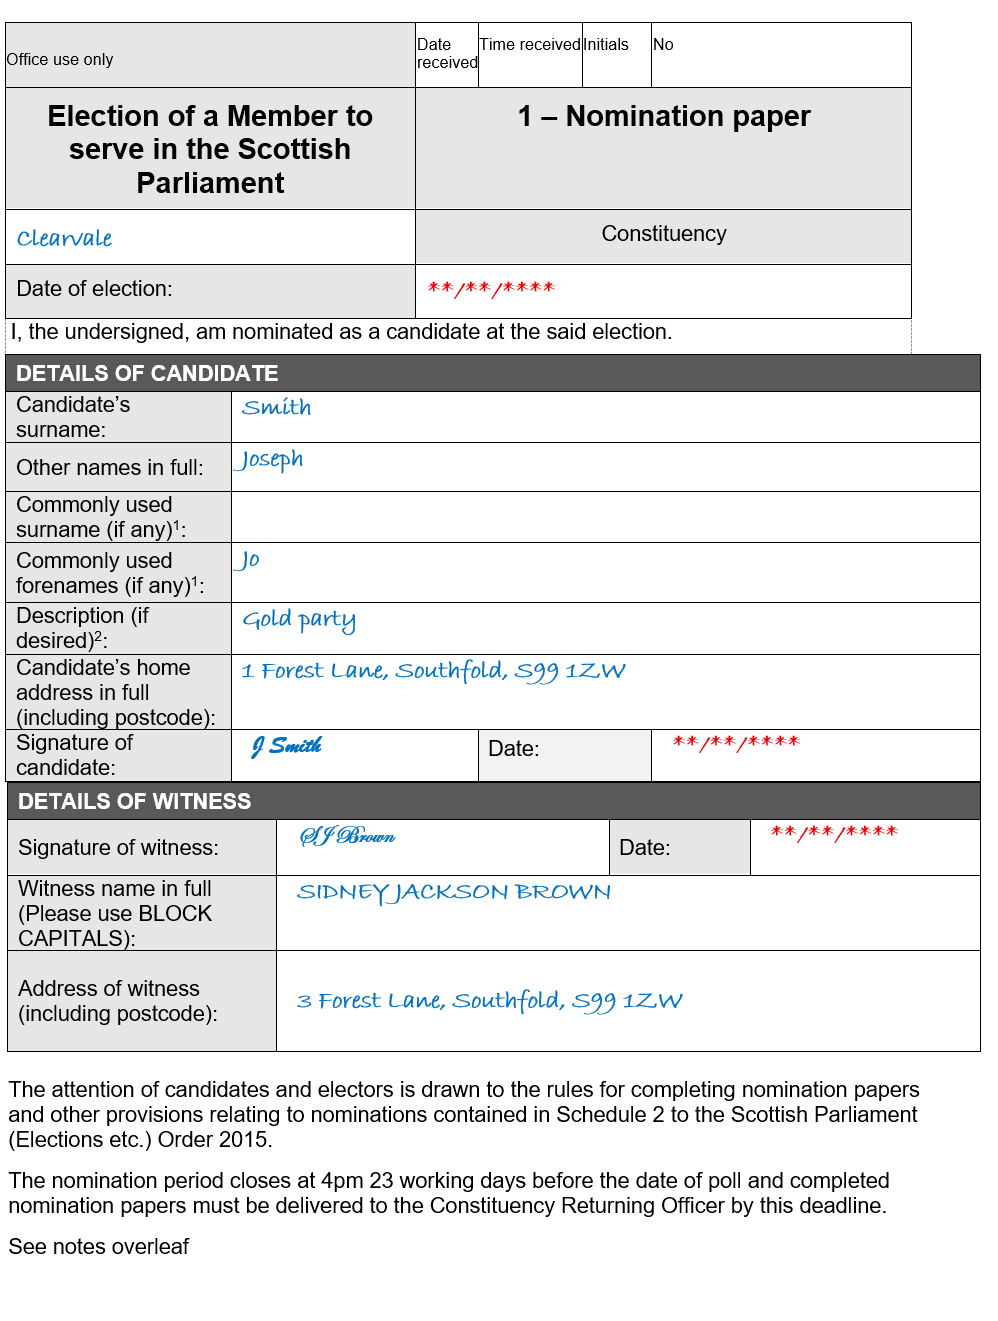 Office use only
Date received
Time received
Initials
No
Election of a Member to
serve in the Scottish
Parliament
1 – Nomination paper
Clearvale
Constituency
Date of election:
**/**/****
I, the undersigned, am nominated as a candidate at the said election.
DETAILS OF CANDIDATE
Candidate’s
surname:
Smith
Other names in full:
Joseph
Commonly used
surname (if any)¹:
Commonly used
forenames (if any)¹:
Jo
Description (if
desired)²:
Gold party
Candidate’s home
address in full
(including postcode):
1 Forest Lane, Southfold, S99 1ZW
Signature of
candidate:
J Smith
Date:
**/**/****
DETAILS OF WITNESS
Signature of witness:
SJ Brown
Date:
**/**/****
Witness name in full
(Please use BLOCK
CAPITALS):
SIDNEY JACKSON BROWN
Address of witness
(including postcode):
3 Forest Lane, Southfold, S99 1ZW
The attention of candidates and electors is drawn to the rules for completing nomination papers
and other provisions relating to nominations contained in Schedule 2 to the Scottish Parliament
(Elections etc.) Order 2015.
The nomination period closes at 4pm 23 working days before the date of poll and completed
nomination papers must be delivered to the Constituency Returning Officer by this deadline.
See notes overleaf